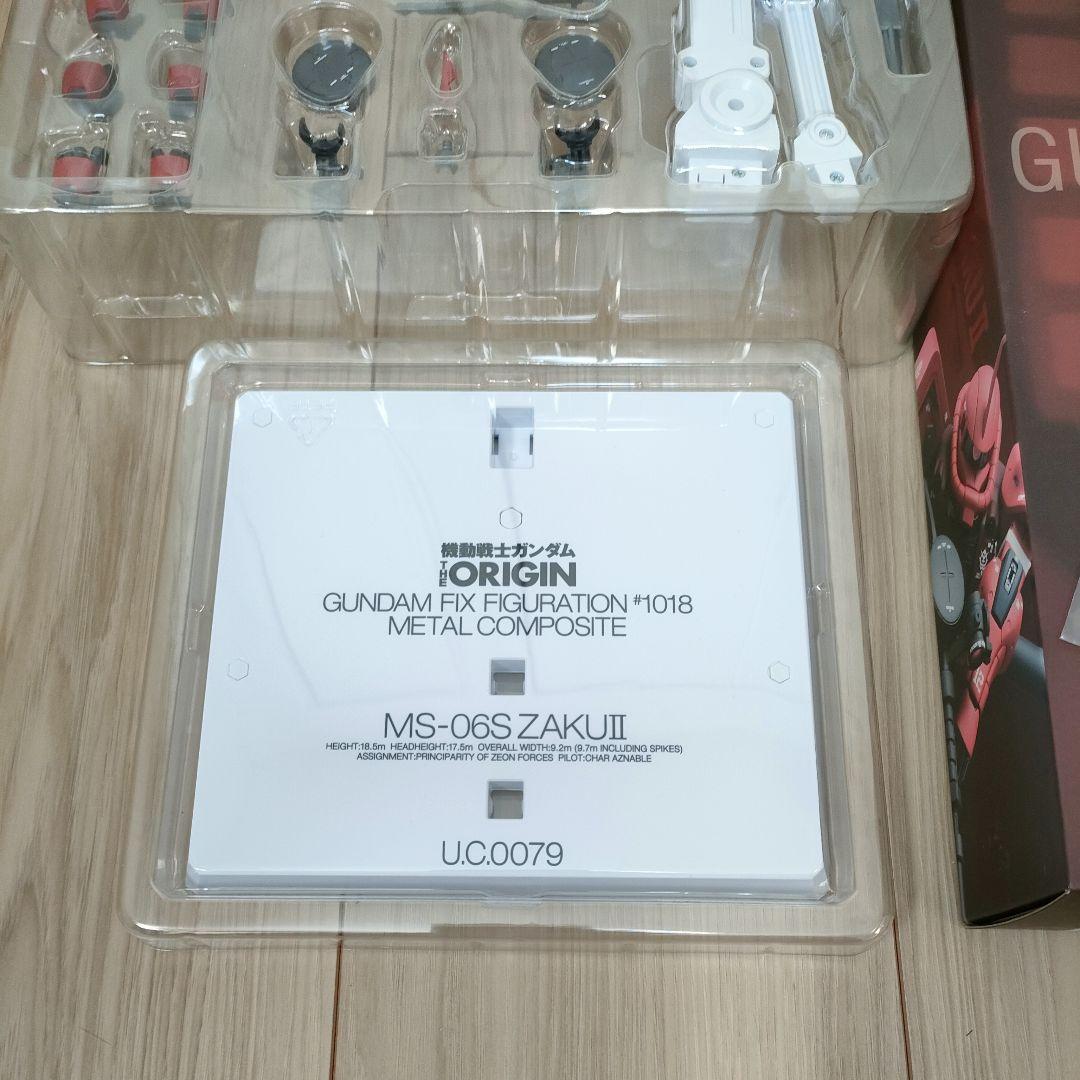 GU
機動戦士ガンダム
THE ORIGIN
GUNDAM FIX FIGURATION #1018
METAL COMPOSITE
MS-06S ZAKUII
HEIGHT:18.5m HEADHEIGHT:17.5m OVERALL WIDTH:9.2m (9.7m INCLUDING SPIKES)
ASSIGNMENT:PRINCIPARITY OF ZEON FORCES PILOT:CHAR AZNABLE
U.C.0079